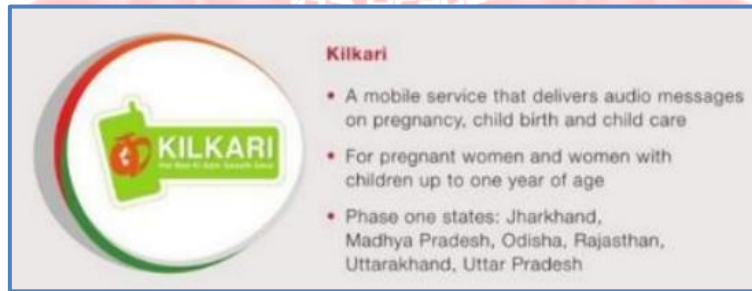 KILKARI
Kilkari
• A mobile service that delivers audio messages
on pregnancy, child birth and child care
• For pregnant women and women with
children up to one year of age
• Phase one states: Jharkhand,
Madhya Pradesh, Odisha, Rajasthan,
Uttarakhand, Uttar Pradesh